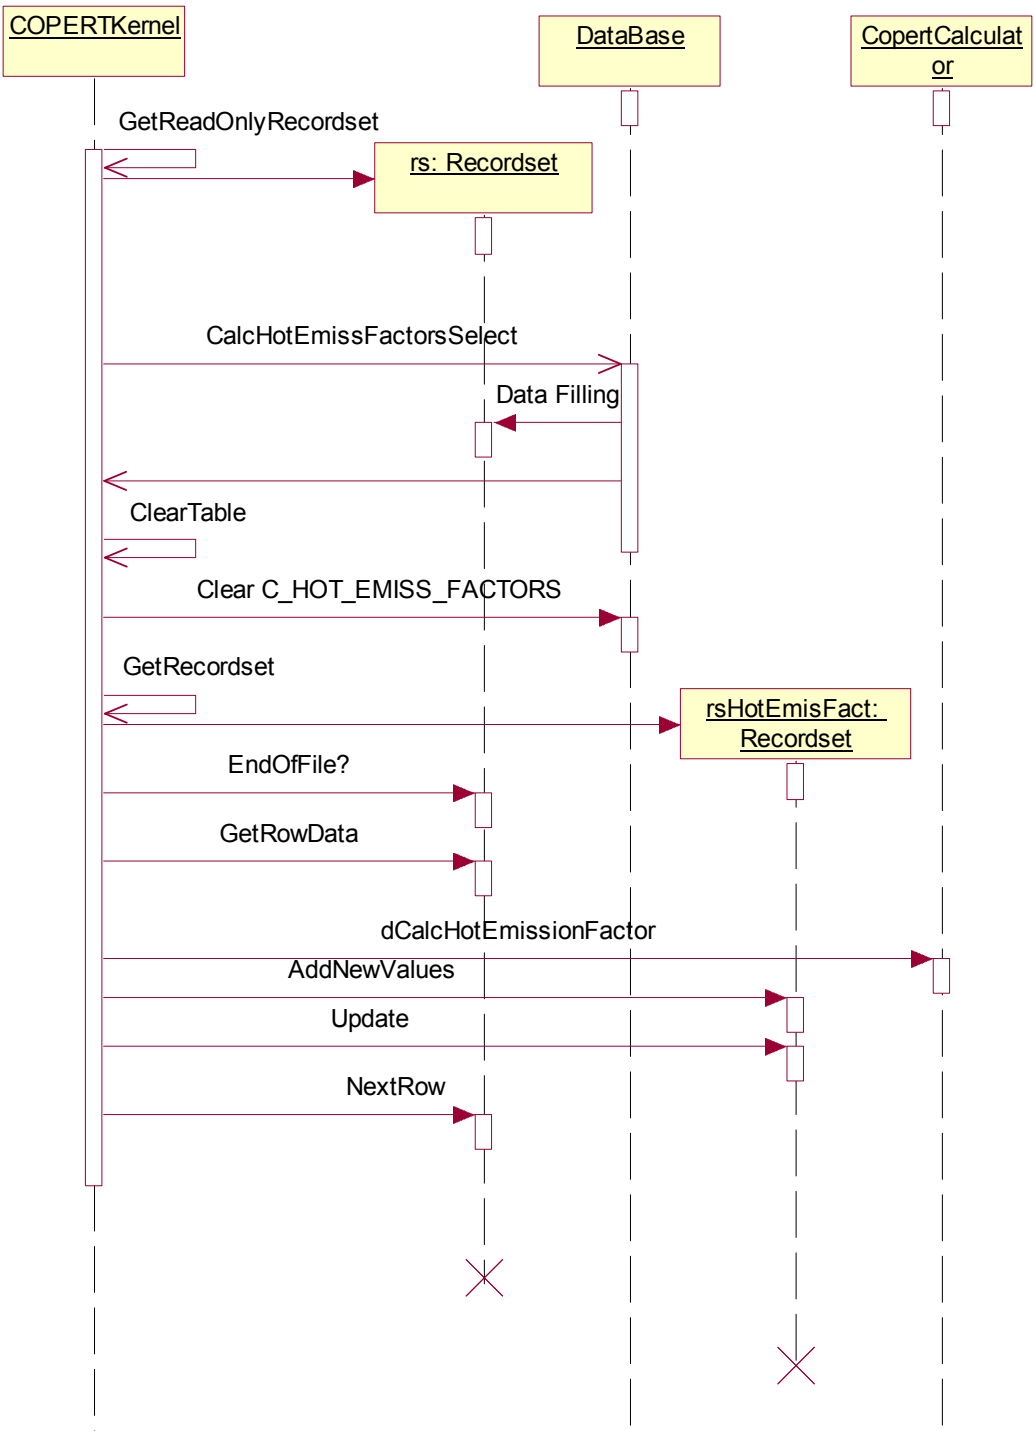 COPERTKernel
DataBase
CopertCalculat
or
GetReadOnlyRecordset
rs: Recordset
CalcHotEmissFactorsSelect
Data Filling
ClearTable
Clear C_HOT_EMISS_FACTORS
GetRecordset
rsHotEmisFact:
Recordset
EndOfFile?
GetRowData
dCalcHotEmissionFactor
AddNewValues
Update
NextRow